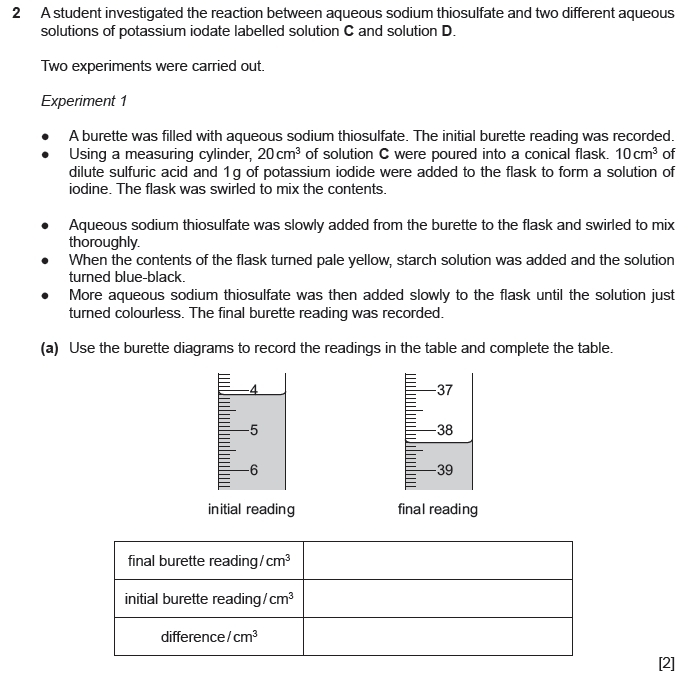 2 A student investigated the reaction between aqueous sodium thiosulfate and two different aqueous
solutions of potassium iodate labelled solution C and solution D.
Two experiments were carried out.
Experiment 1
● A burette was filled with aqueous sodium thiosulfate. The initial burette reading was recorded.
● Using a measuring cylinder, 20 cm³ of solution C were poured into a conical flask. 10 cm³ of
dilute sulfuric acid and 1 g of potassium iodide were added to the flask to form a solution of
iodine. The flask was swirled to mix the contents.
● Aqueous sodium thiosulfate was slowly added from the burette to the flask and swirled to mix
thoroughly.
● When the contents of the flask turned pale yellow, starch solution was added and the solution
turned blue-black.
● More aqueous sodium thiosulfate was then added slowly to the flask until the solution just
turned colourless. The final burette reading was recorded.
(a) Use the burette diagrams to record the readings in the table and complete the table.
4 37
5 38
6 39
initial reading final reading
final burette reading / cm³
initial burette reading / cm³
difference / cm³
[2]